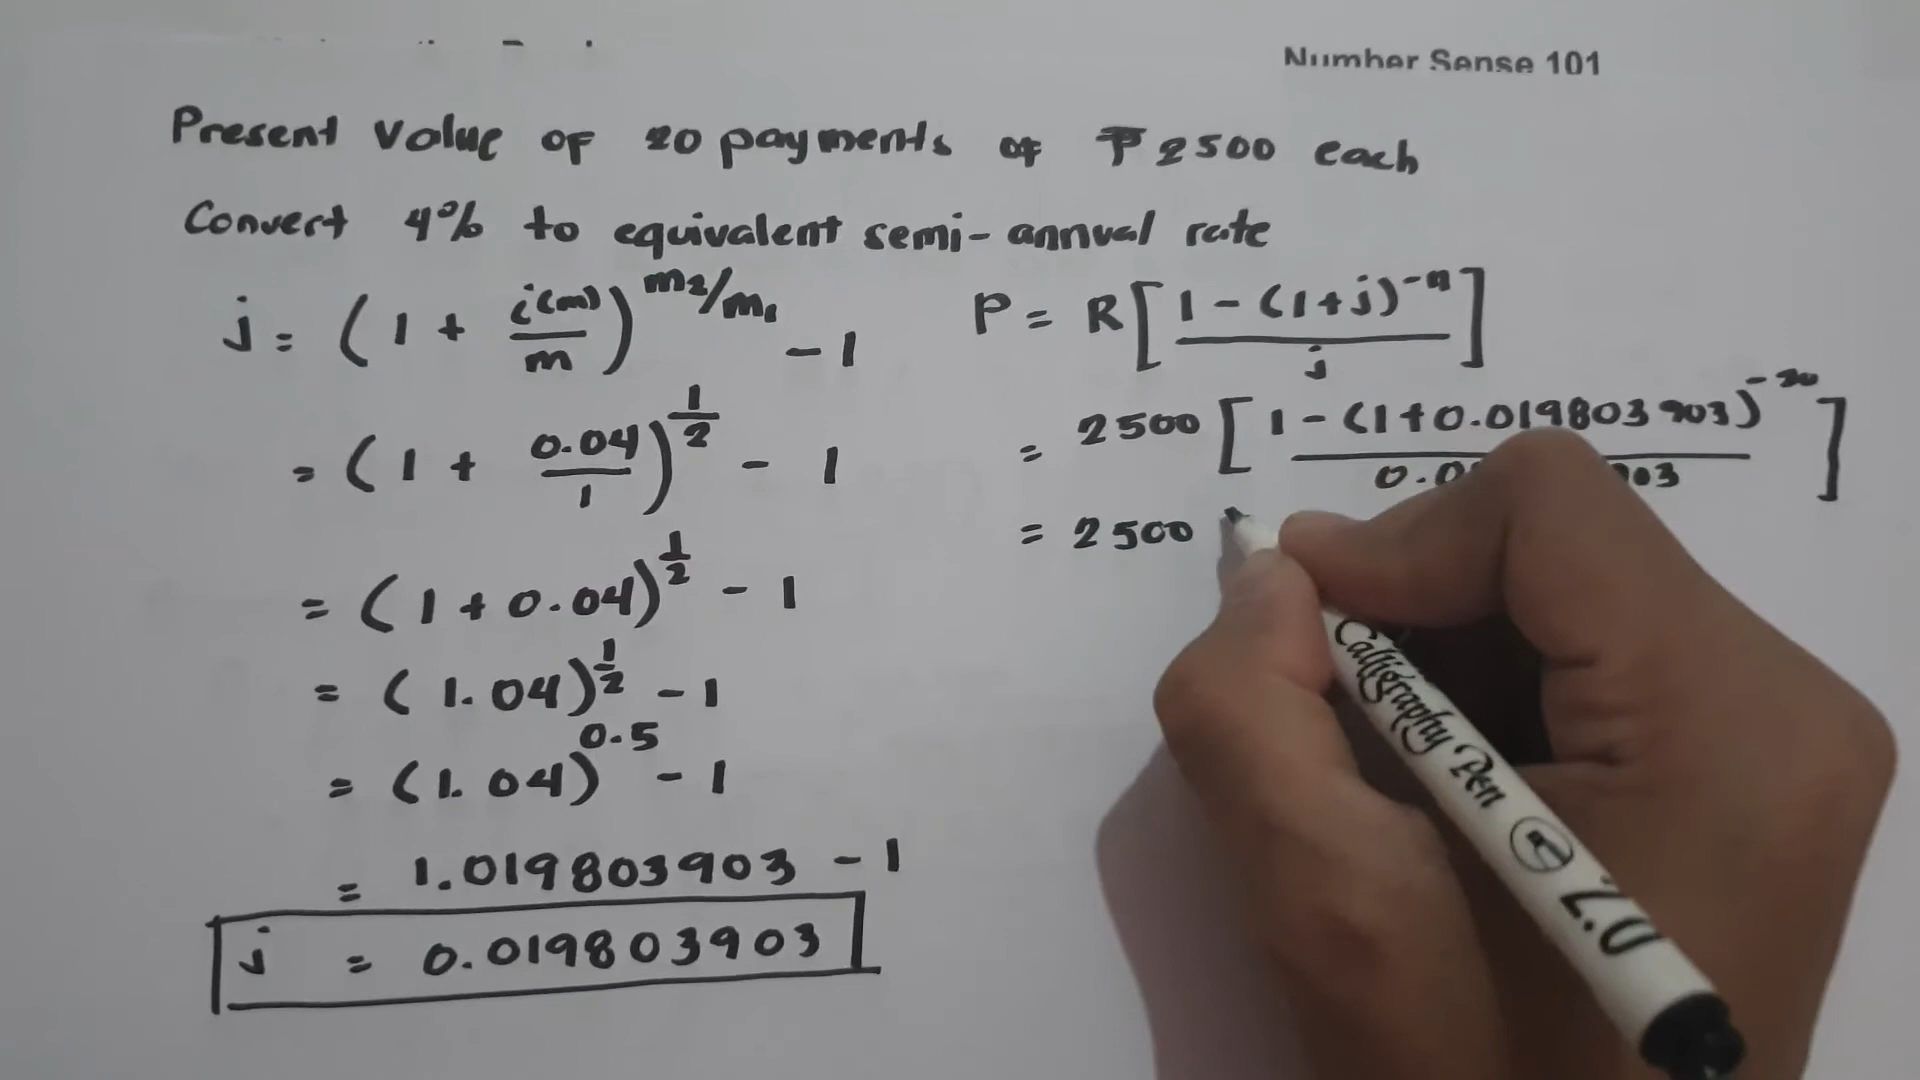 Number Sense 101
Present Value of 20 payments of ₱2500 each
Convert 4% to equivalent semi-annual rate
j = (1 + i(m)/m)^m₂/m₁ - 1
= (1 + 0.04/1)^1/2 - 1
= (1 + 0.04)^1/2 - 1
= (1.04)^1/2 - 1
= (1.04)^0.5 - 1
= 1.019803903 - 1
j = 0.019803903
P = R[1 - (1+j)^-n / j]
= 2500 [1 - (1+0.019803903)^-20 / 0.0 03]
= 2500
Calligraphy Pen 2.0